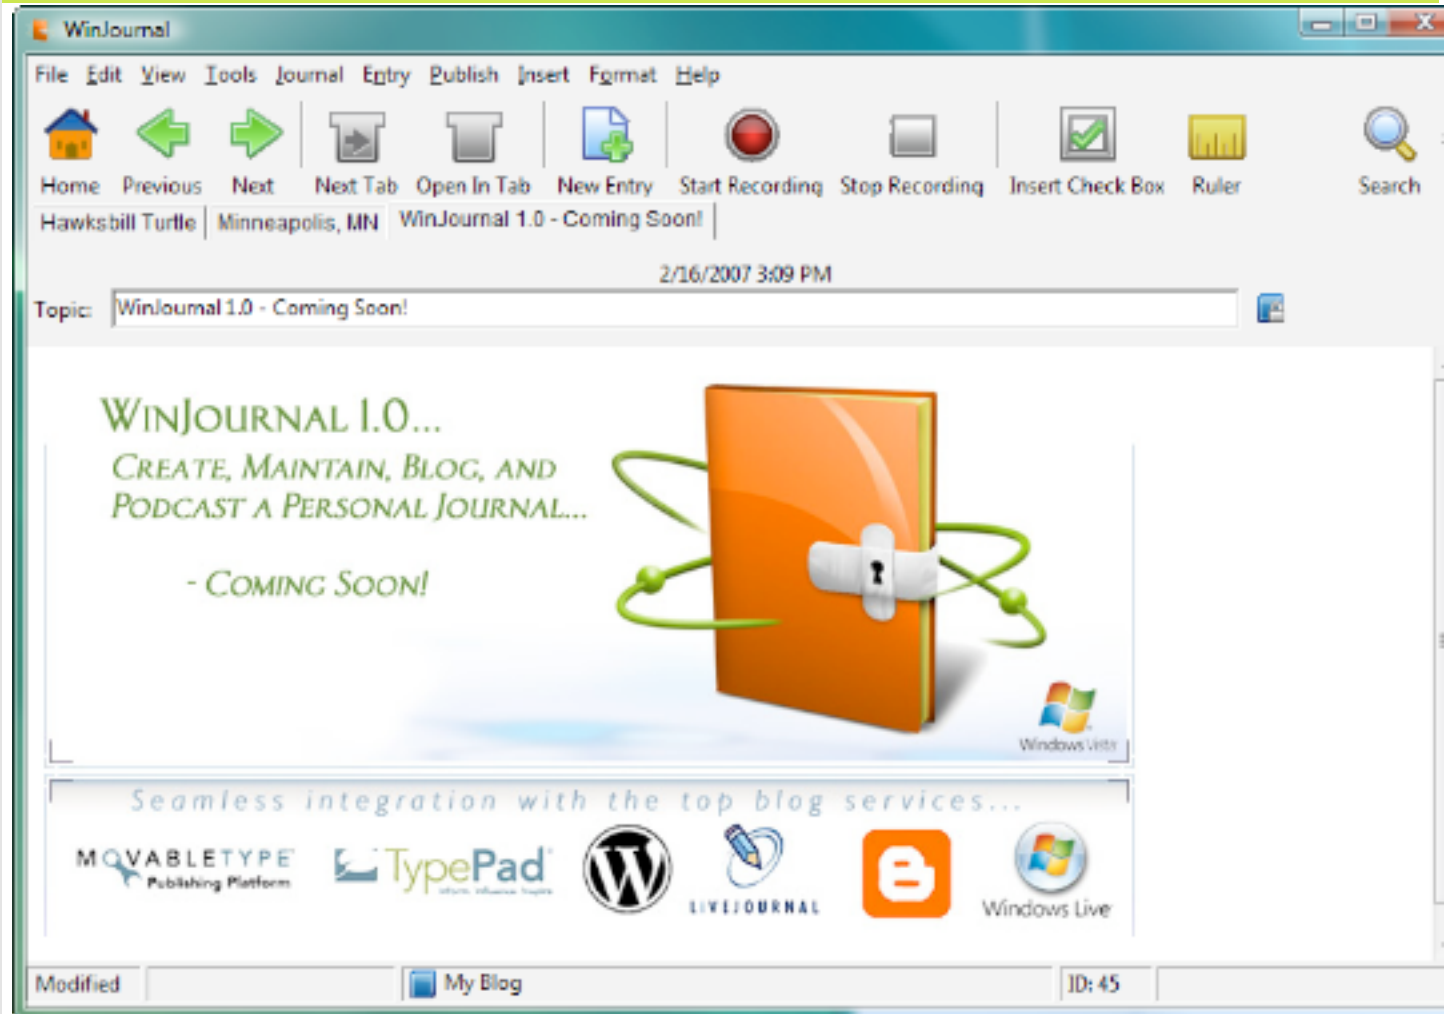 WinJournal
File Edit View Tools Journal Entry Publish Insert Format Help
Home Previous Next Next Tab Open In Tab New Entry Start Recording Stop Recording Insert Check Box Ruler Search
Hawksbill Turtle Minneapolis, MN WinJournal 1.0 - Coming Soon!
2/16/2007 3:09 PM
Topic: WinJournal 1.0 - Coming Soon!
WINJOURNAL 1.0...
CREATE, MAINTAIN, BLOG, AND
PODCAST A PERSONAL JOURNAL...
- COMING SOON!
Windows Vista
Seamless integration with the top blog services...
MOVABLETYPE
Publishing Platform
TypePad
LIVEJOURNAL
Windows Live
Modified My Blog ID: 45